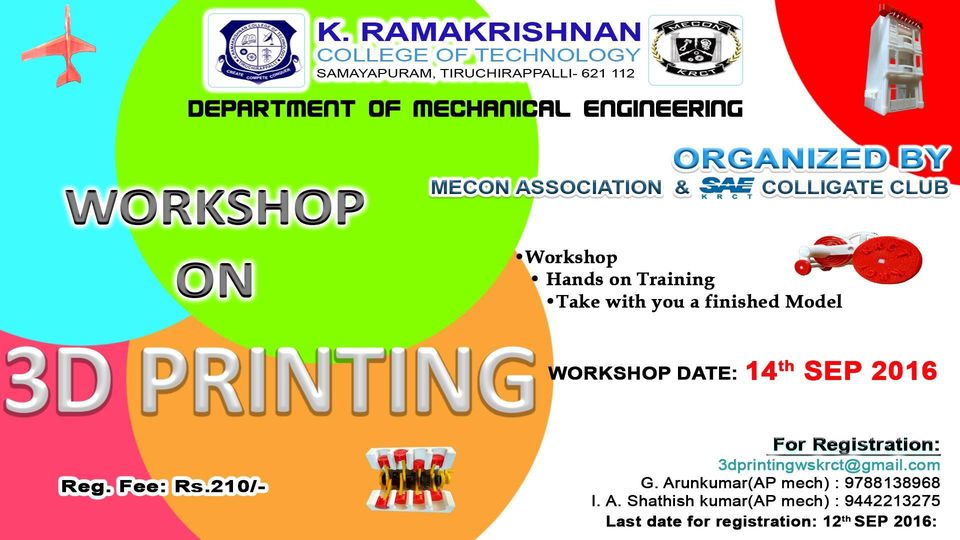 K. RAMAKRISHNAN
COLLEGE OF TECHNOLOGY
SAMAYAPURAM, TIRUCHIRAPPALLI- 621 112
CREATE COMPETE CONQUER
MECON
KRCT
DEPARTMENT OF MECHANICAL ENGINEERING
ORGANIZED BY
MECON ASSOCIATION & SAE COLLIGATE CLUB
K R C T
WORKSHOP
ON
3D PRINTING
•Workshop
• Hands on Training
•Take with you a finished Model
WORKSHOP DATE: 14th SEP 2016
Reg. Fee: Rs.210/-
For Registration:
3dprintingwskrct@gmail.com
G. Arunkumar(AP mech) : 9788138968
I. A. Shathish kumar(AP mech) : 9442213275
Last date for registration: 12th SEP 2016: